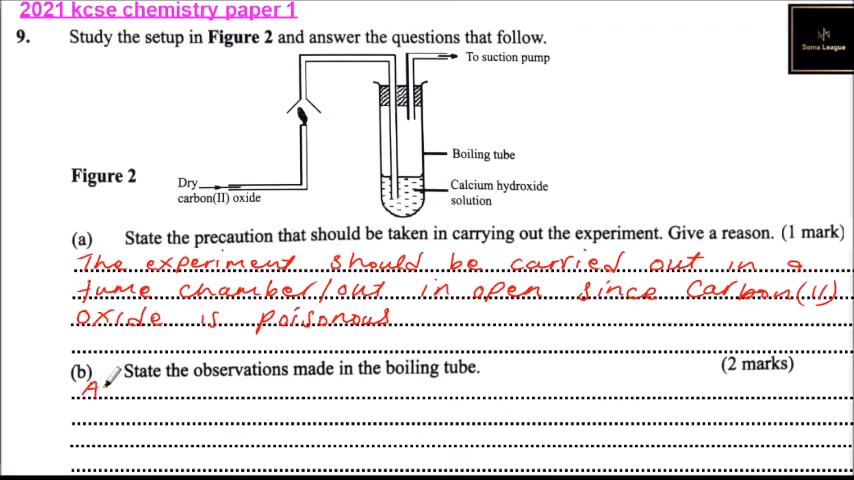 2021 kcse chemistry paper 1
9. Study the setup in Figure 2 and answer the questions that follow.
Soma League
To suction pump
Boiling tube
Figure 2
Dry
carbon(II) oxide
Calcium hydroxide
solution
(a) State the precaution that should be taken in carrying out the experiment. Give a reason. (1 mark)
The experiment should be carried out in a
fume chamber/out in open since Carbon(II)
oxide is poisonous
(b) State the observations made in the boiling tube. (2 marks)
A